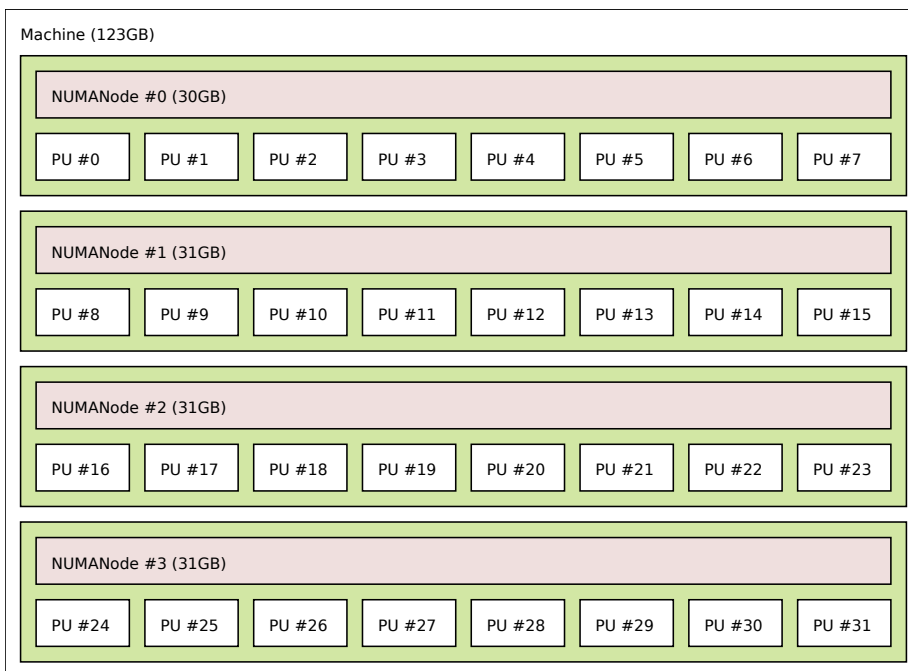 Machine (123GB)
NUMANode #0 (30GB)
PU #0 PU #1 PU #2 PU #3 PU #4 PU #5 PU #6 PU #7
NUMANode #1 (31GB)
PU #8 PU #9 PU #10 PU #11 PU #12 PU #13 PU #14 PU #15
NUMANode #2 (31GB)
PU #16 PU #17 PU #18 PU #19 PU #20 PU #21 PU #22 PU #23
NUMANode #3 (31GB)
PU #24 PU #25 PU #26 PU #27 PU #28 PU #29 PU #30 PU #31